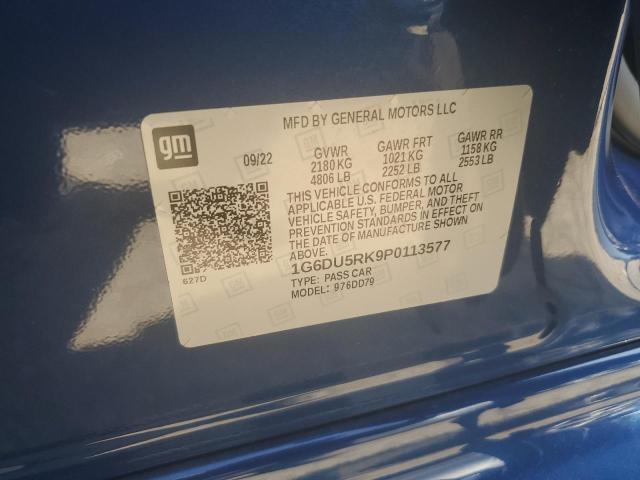 MFD BY GENERAL MOTORS LLC
gm
09/22
GVWR GAWR FRT GAWR RR
2180 KG 1021 KG 1158 KG
4806 LB 2252 LB 2553 LB
THIS VEHICLE CONFORMS TO ALL
APPLICABLE U.S. FEDERAL MOTOR
VEHICLE SAFETY, BUMPER, AND THEFT
PREVENTION STANDARDS IN EFFECT ON
THE DATE OF MANUFACTURE SHOWN
ABOVE.
1G6DU5RK9P0113577
TYPE: PASS CAR
MODEL: 976DD79
627D